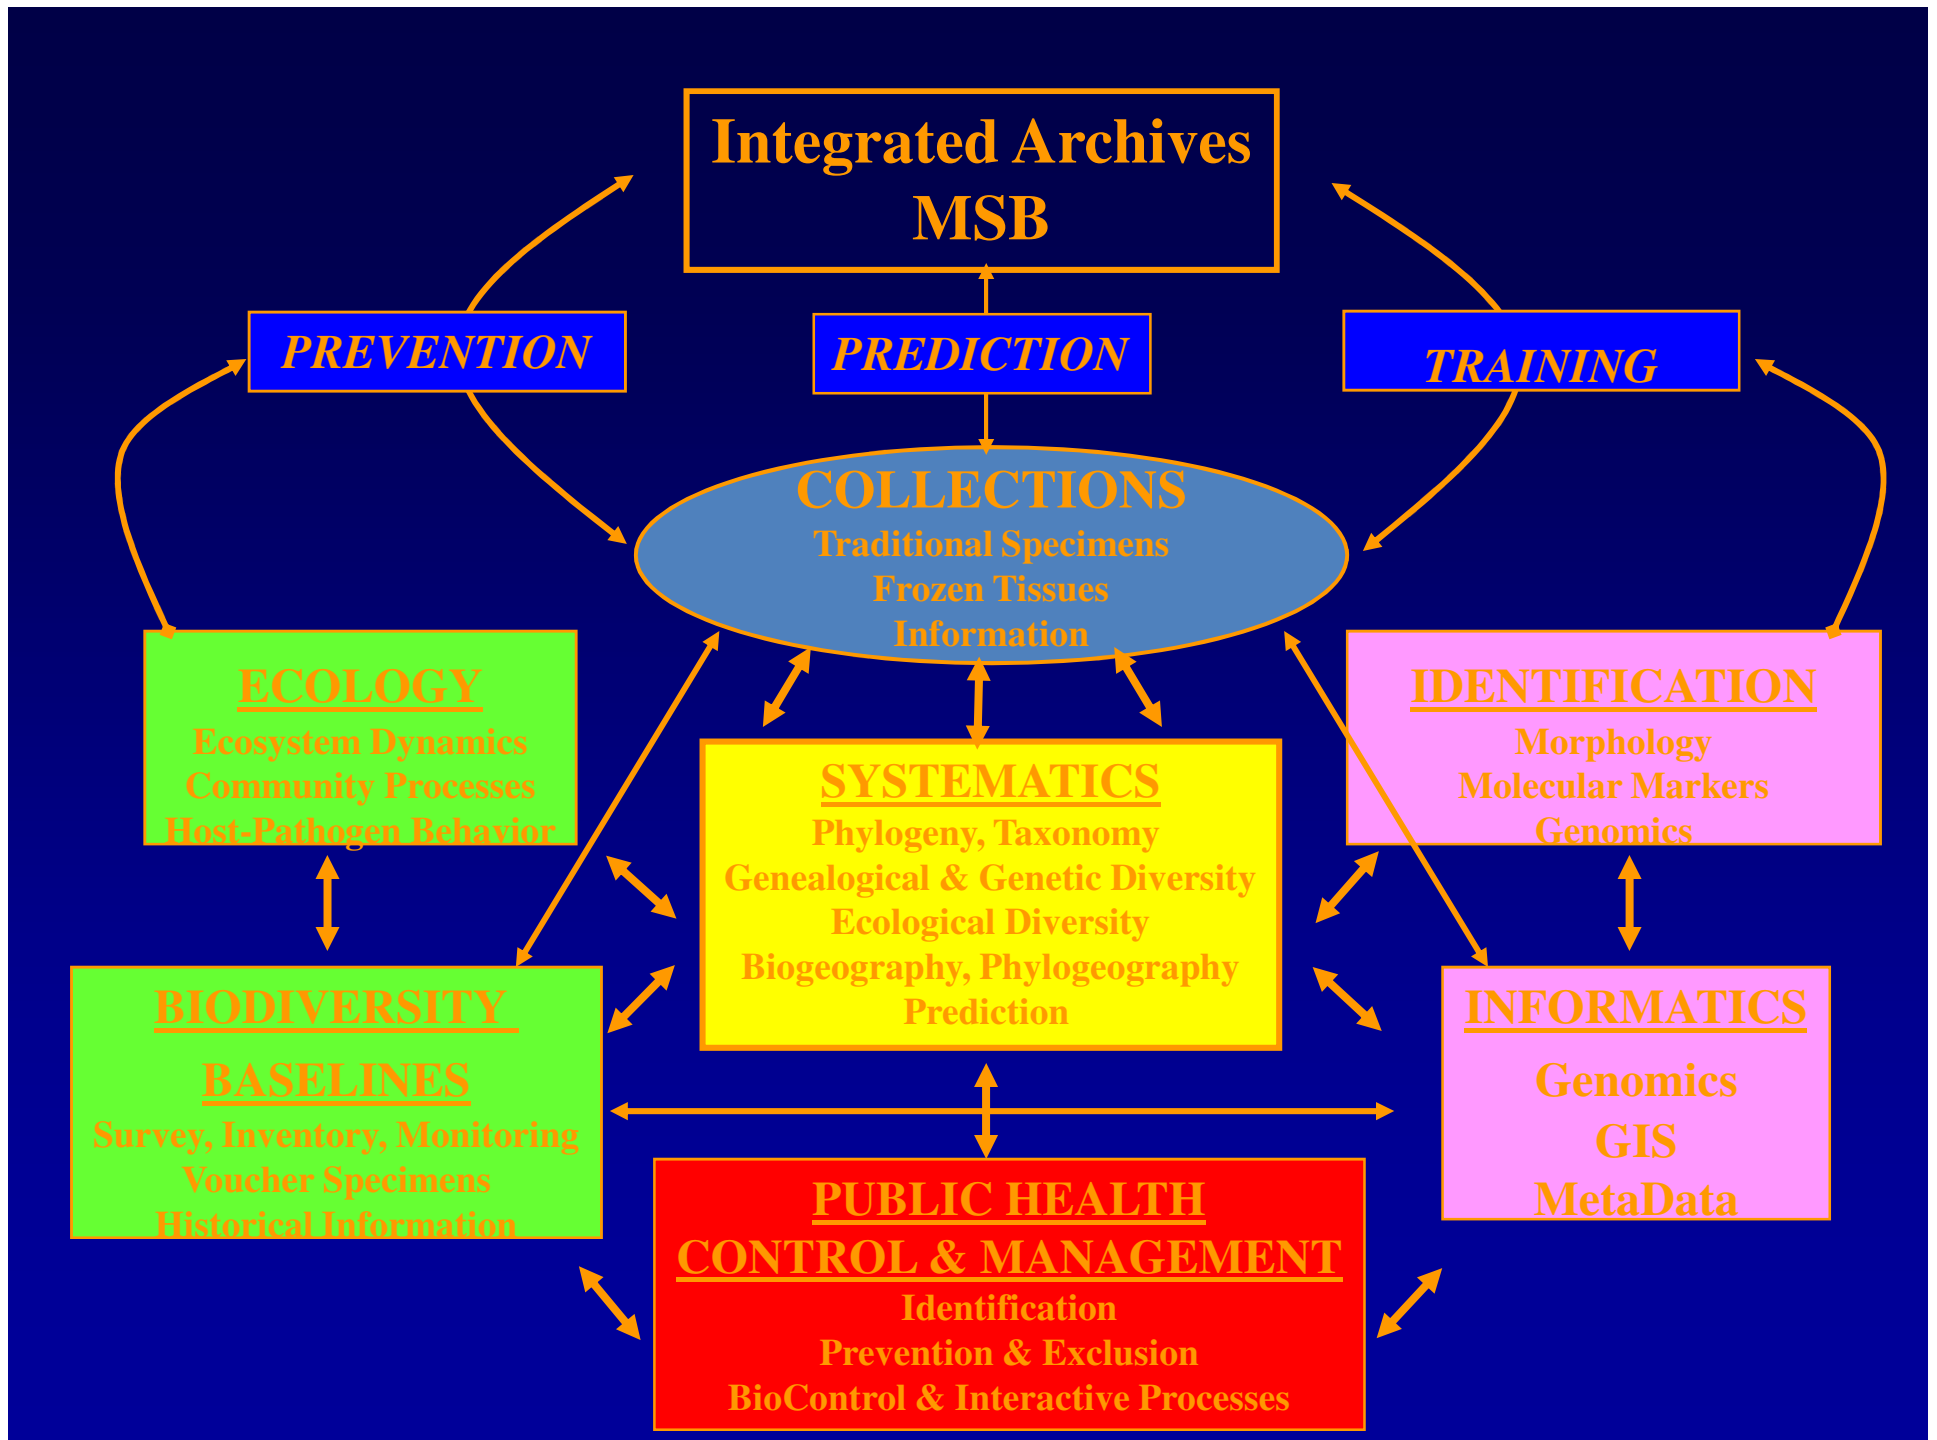 Integrated Archives
MSB
PREVENTION
PREDICTION
TRAINING
COLLECTIONS
Traditional Specimens
Frozen Tissues
Information
ECOLOGY
Ecosystem Dynamics
Community Processes
Host-Pathogen Behavior
IDENTIFICATION
Morphology
Molecular Markers
Genomics
SYSTEMATICS
Phylogeny, Taxonomy
Genealogical & Genetic Diversity
Ecological Diversity
Biogeography, Phylogeography
Prediction
BIODIVERSITY
BASELINES
Survey, Inventory, Monitoring
Voucher Specimens
Historical Information
INFORMATICS
Genomics
GIS
MetaData
PUBLIC HEALTH
CONTROL & MANAGEMENT
Identification
Prevention & Exclusion
BioControl & Interactive Processes